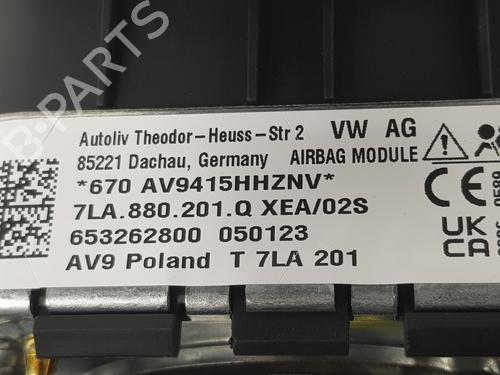 B-PARTS
Autoliv Theodor-Heuss-Str 2 VW AG
85221 Dachau, Germany AIRBAG MODULE
*670 AV9415HHZNV*
7LA.880.201.Q XEA/02S
653262800 050123
AV9 Poland T 7LA 201
CE
UK
CA